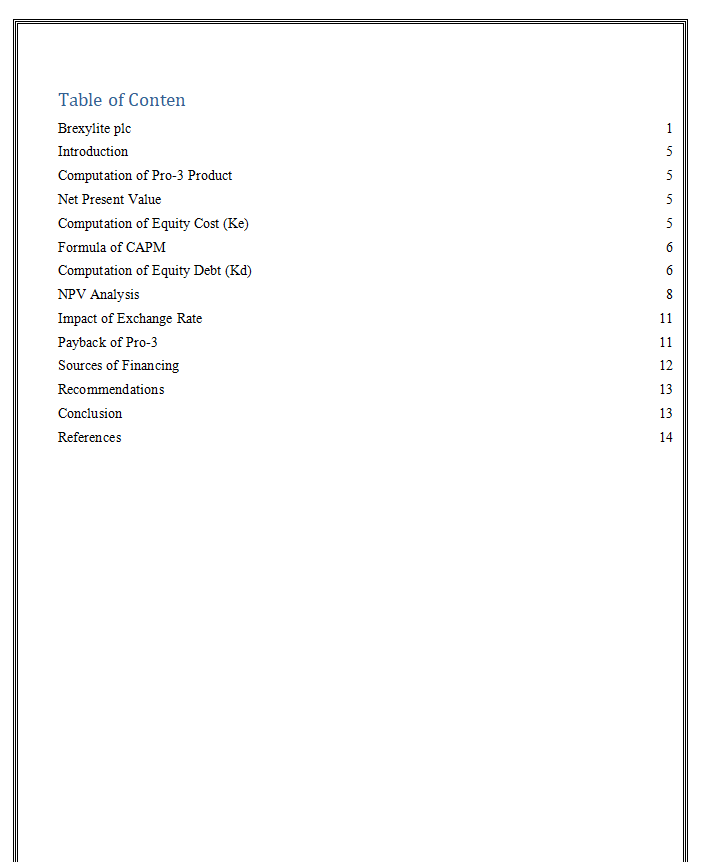 Table of Conten
Brexylite plc 1
Introduction 5
Computation of Pro-3 Product 5
Net Present Value 5
Computation of Equity Cost (Ke) 5
Formula of CAPM 6
Computation of Equity Debt (Kd) 6
NPV Analysis 8
Impact of Exchange Rate 11
Payback of Pro-3 11
Sources of Financing 12
Recommendations 13
Conclusion 13
References 14